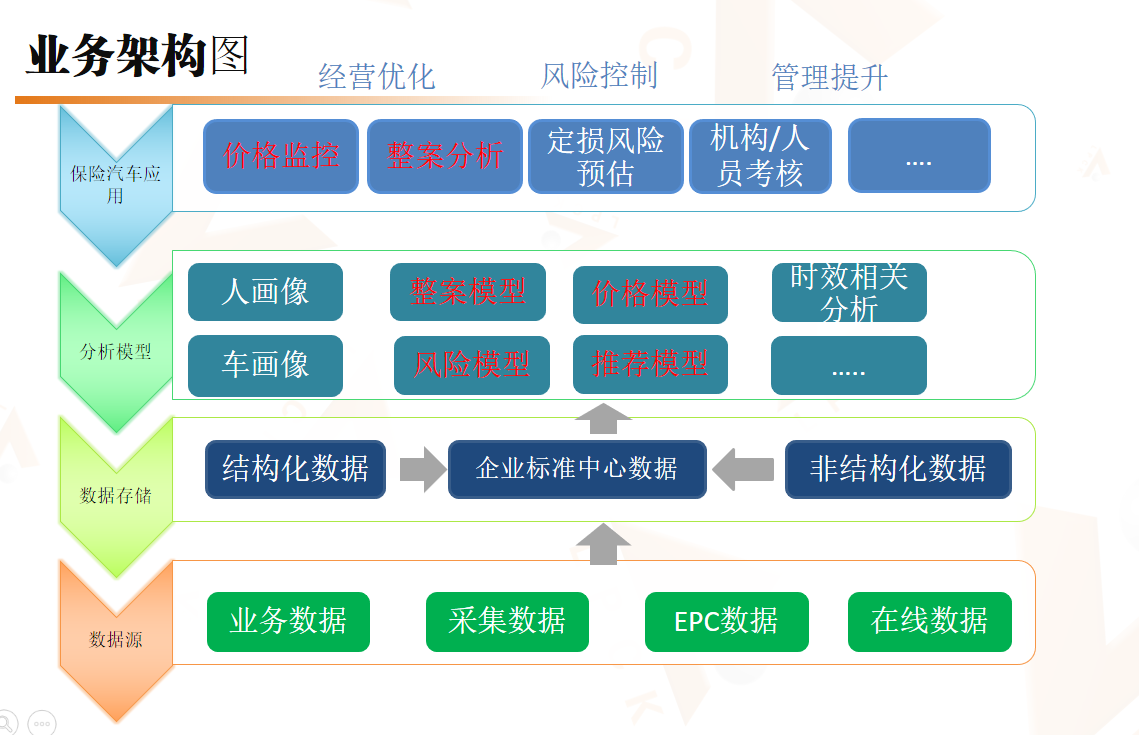 业务架构图
经营优化 风险控制 管理提升
保险汽车应
用
价格监控
整案分析
定损风险
预估
机构/人
员考核
....
分析模型
人画像
整案模型
价格模型
时效相关
分析
车画像
风险模型
推荐模型
.....
数据存储
结构化数据
企业标准中心数据
非结构化数据
数据源
业务数据
采集数据
EPC数据
在线数据